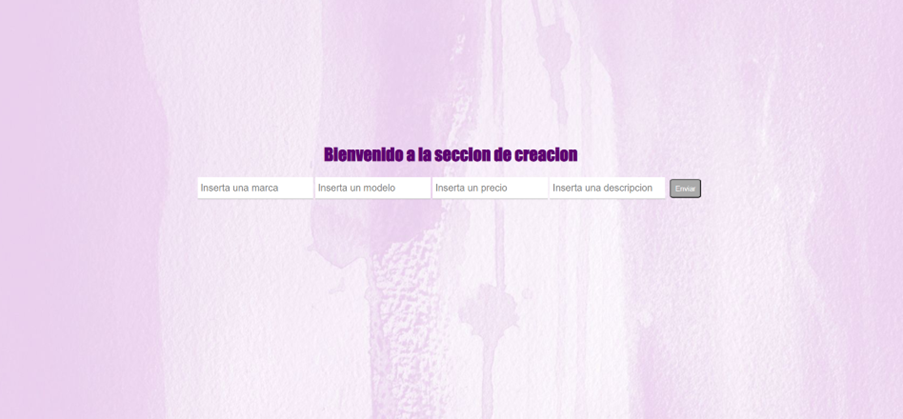 Bienvenido a la seccion de creacion
Inserta una marca Inserta un modelo Inserta un precio Inserta una descripcion Enviar